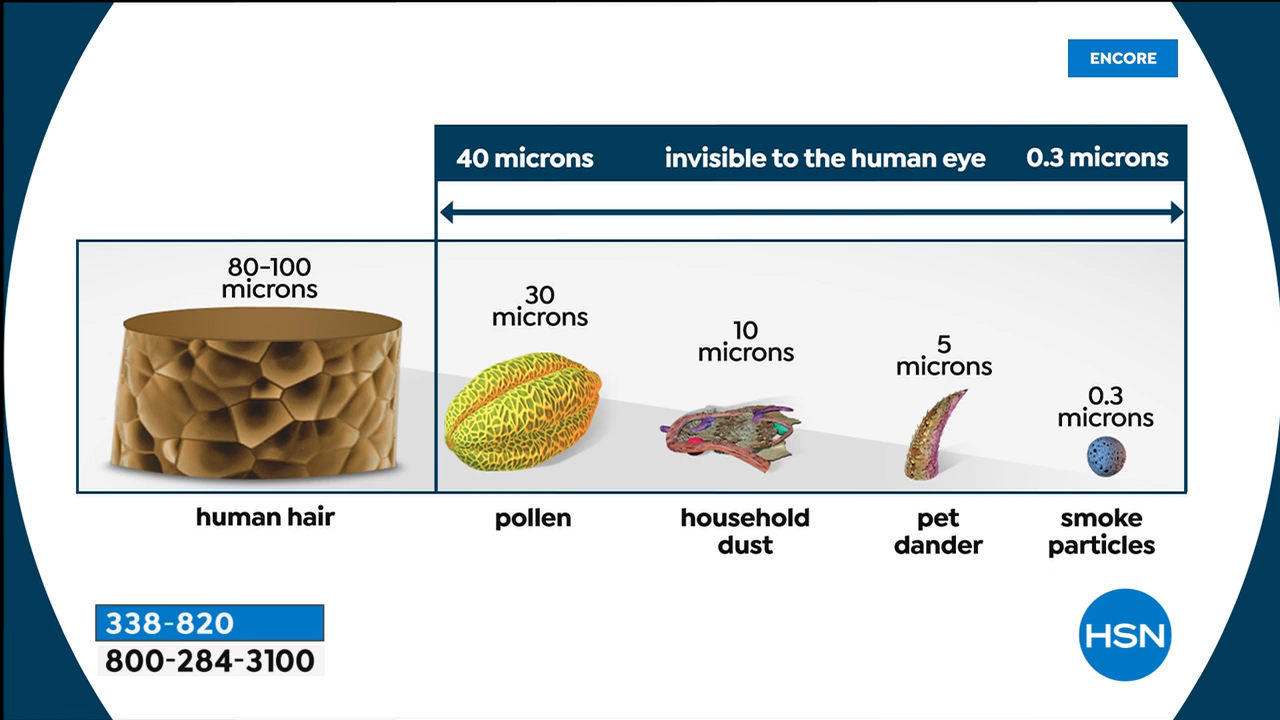 ENCORE
40 microns invisible to the human eye 0.3 microns
80-100
microns
30
microns
10
microns
5
microns
0.3
microns
human hair
pollen
household
dust
pet
dander
smoke
particles
338-820
800-284-3100
HSN